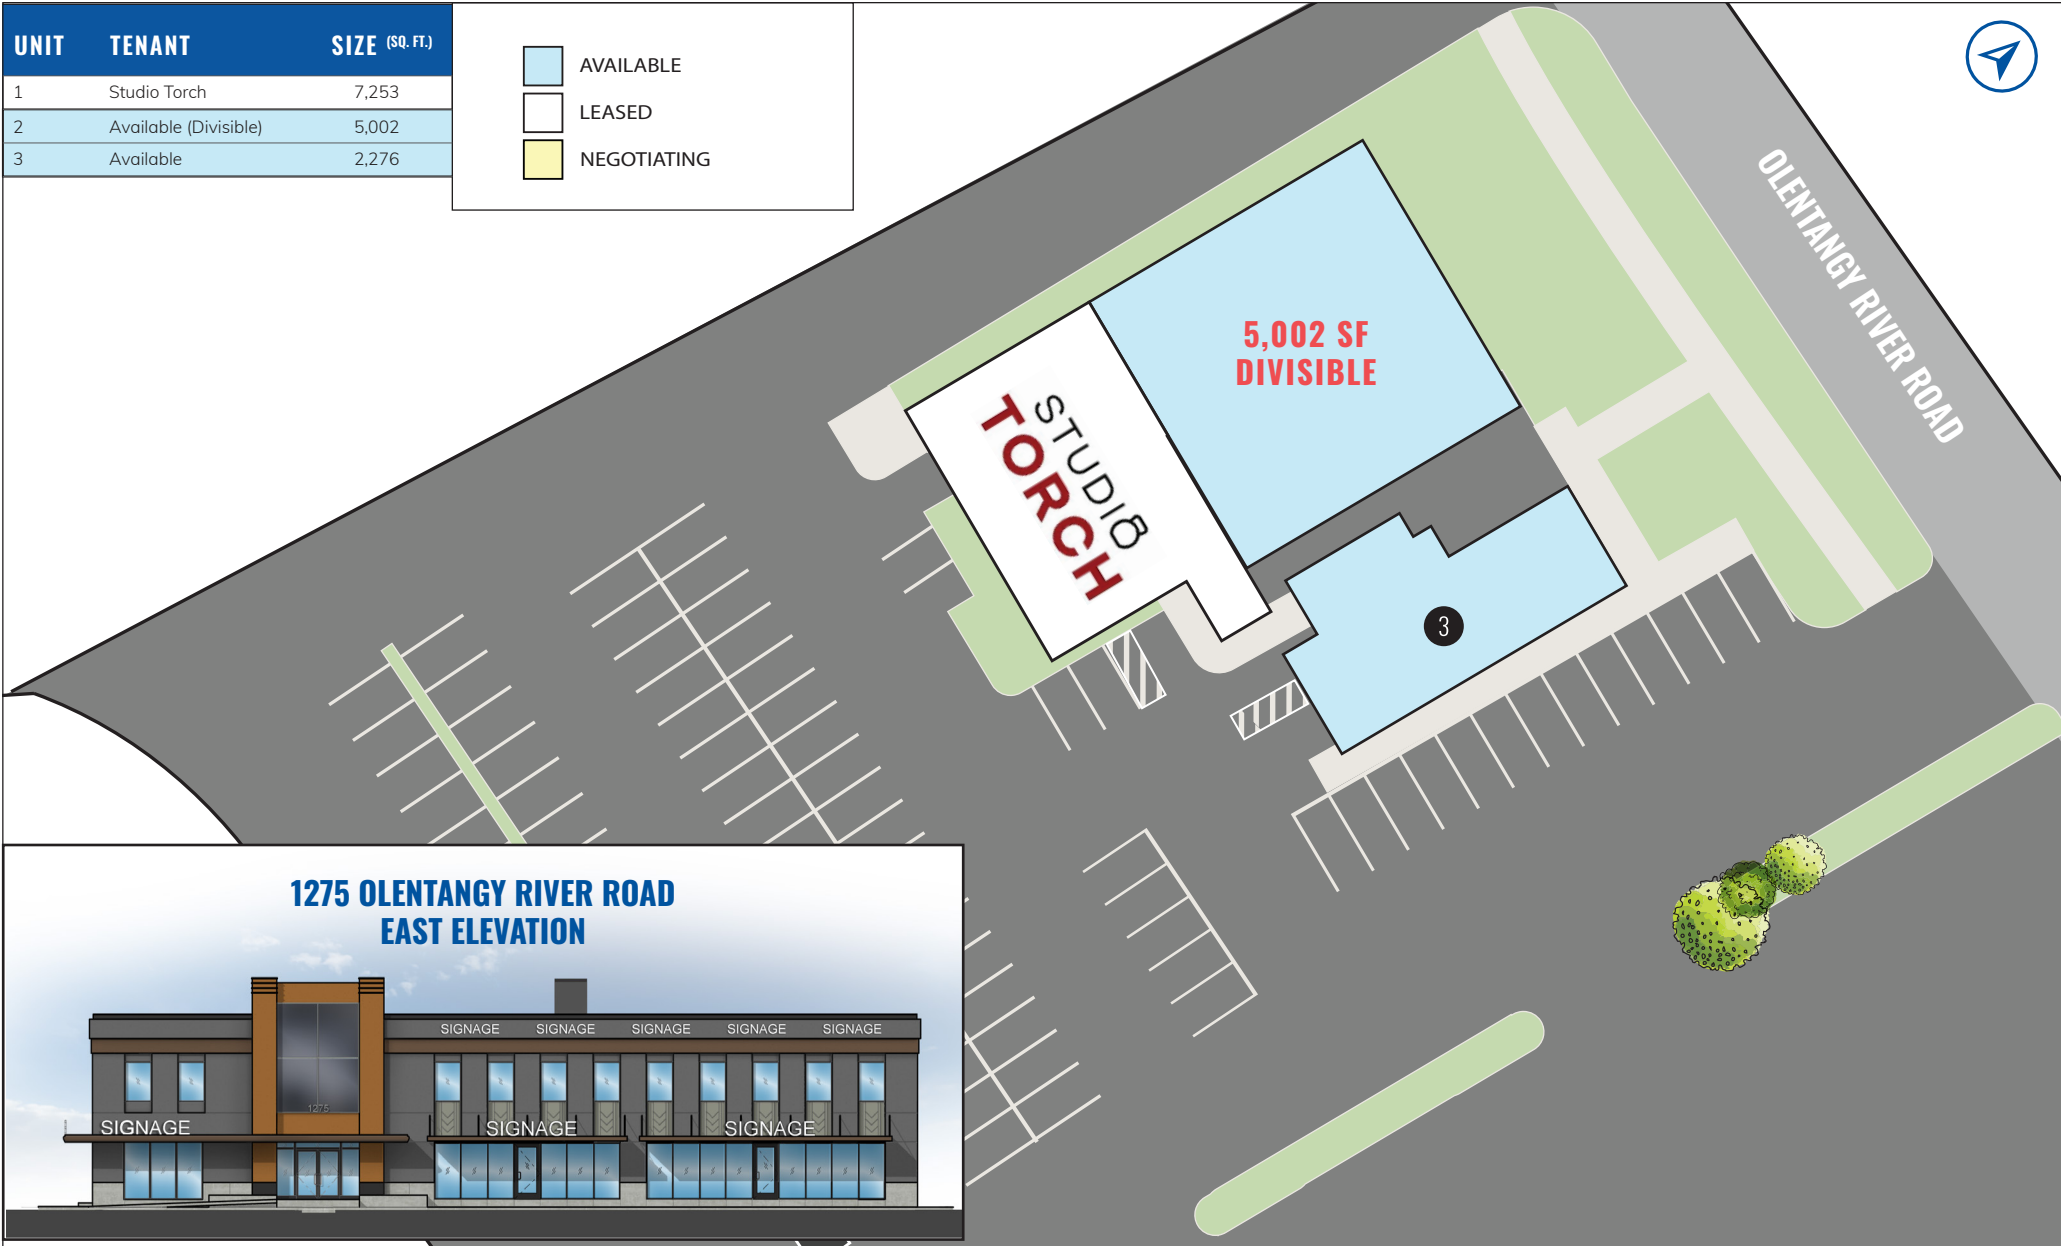 UNIT TENANT SIZE (SQ. FT.)
1 Studio Torch 7,253
2 Available (Divisible) 5,002
3 Available 2,276
AVAILABLE
LEASED
NEGOTIATING
OLENTANGY RIVER ROAD
5,002 SF
DIVISIBLE
STUDIO
TORCH
3
1275 OLENTANGY RIVER ROAD
EAST ELEVATION
SIGNAGE SIGNAGE SIGNAGE SIGNAGE SIGNAGE
1275
SIGNAGE SIGNAGE SIGNAGE